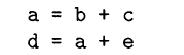 a = b + c
d = a + e